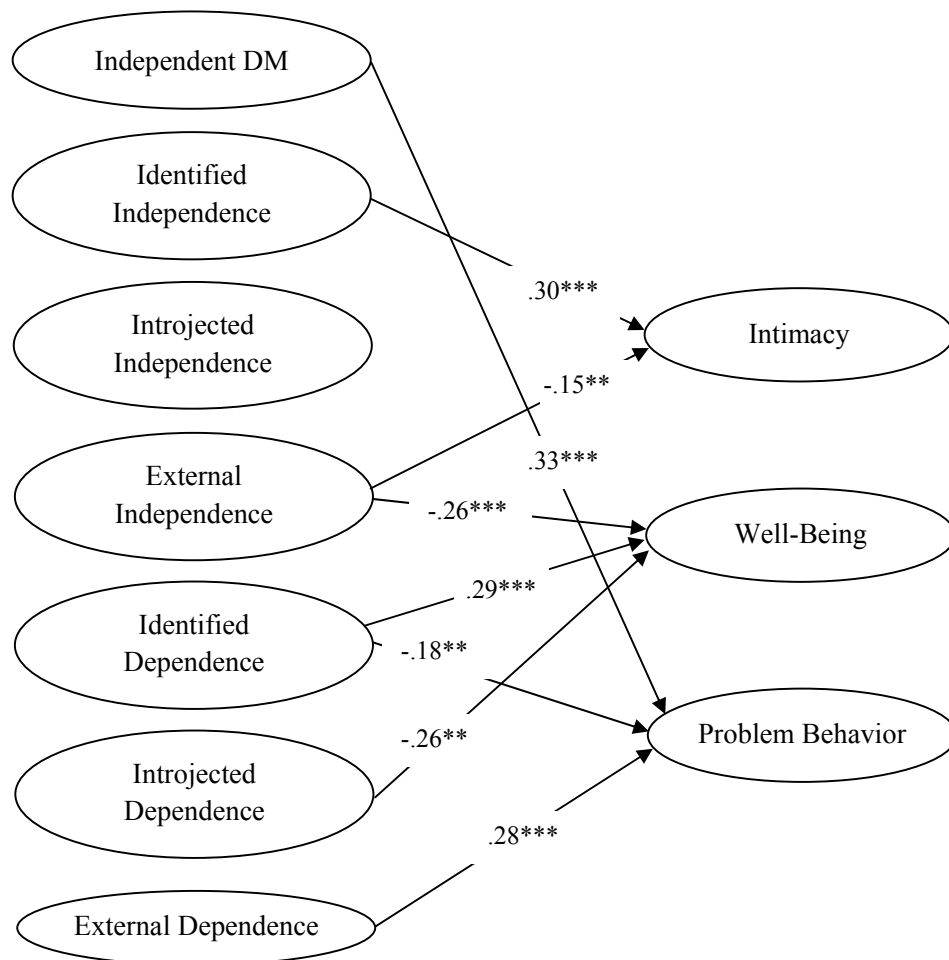 Independent DM
Identified
Independence
.30***
Introjected
Independence
Intimacy
-.15**
.33***
External
Independence
-.26***
Well-Being
.29***
Identified
Dependence
-.18**
-.26**
Problem Behavior
Introjected
Dependence
.28***
External Dependence